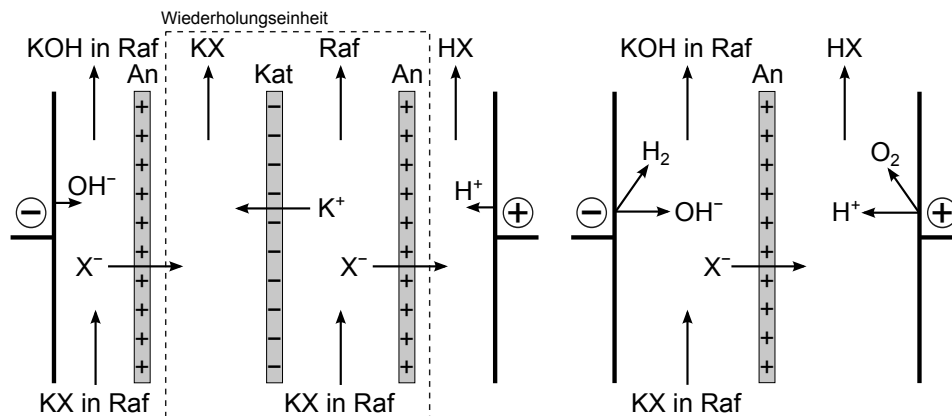 Wiederholungseinheit
KOH in Raf KX Raf HX KOH in Raf HX
An Kat An An
H₂ O₂
OH⁻ K⁺ H⁺ OH⁻ H⁺
− + − +
X⁻ X⁻ X⁻
KX in Raf KX in Raf KX in Raf